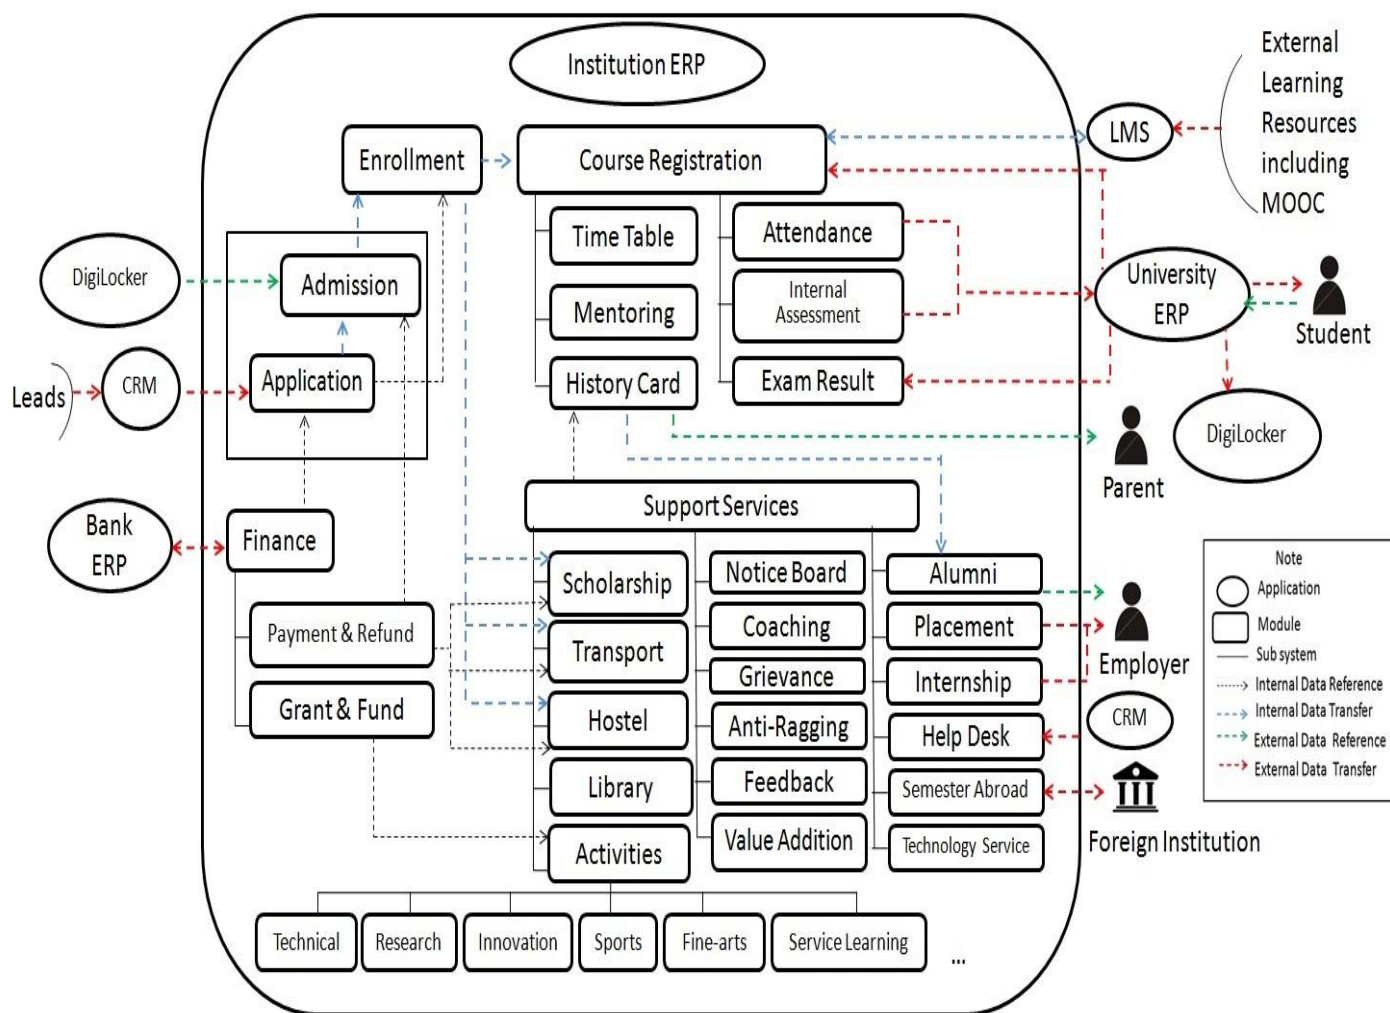 Institution ERP
External
Learning
Resources
including
MOOC
LMS
Enrollment
Course Registration
Time Table
Attendance
DigiLocker
Admission
Mentoring
Internal
Assessment
University
ERP
Student
Leads
CRM
Application
History Card
Exam Result
DigiLocker
Parent
Bank
ERP
Finance
Support Services
Scholarship
Notice Board
Alumni
Payment & Refund
Transport
Coaching
Placement
Employer
Grant & Fund
Hostel
Grievance
Internship
Anti-Ragging
Help Desk
CRM
Library
Feedback
Semester Abroad
Foreign Institution
Activities
Value Addition
Technology Service
Technical
Research
Innovation
Sports
Fine-arts
Service Learning
...
Note
Application
Module
Sub system
Internal Data Reference
Internal Data Transfer
External Data Reference
External Data Transfer